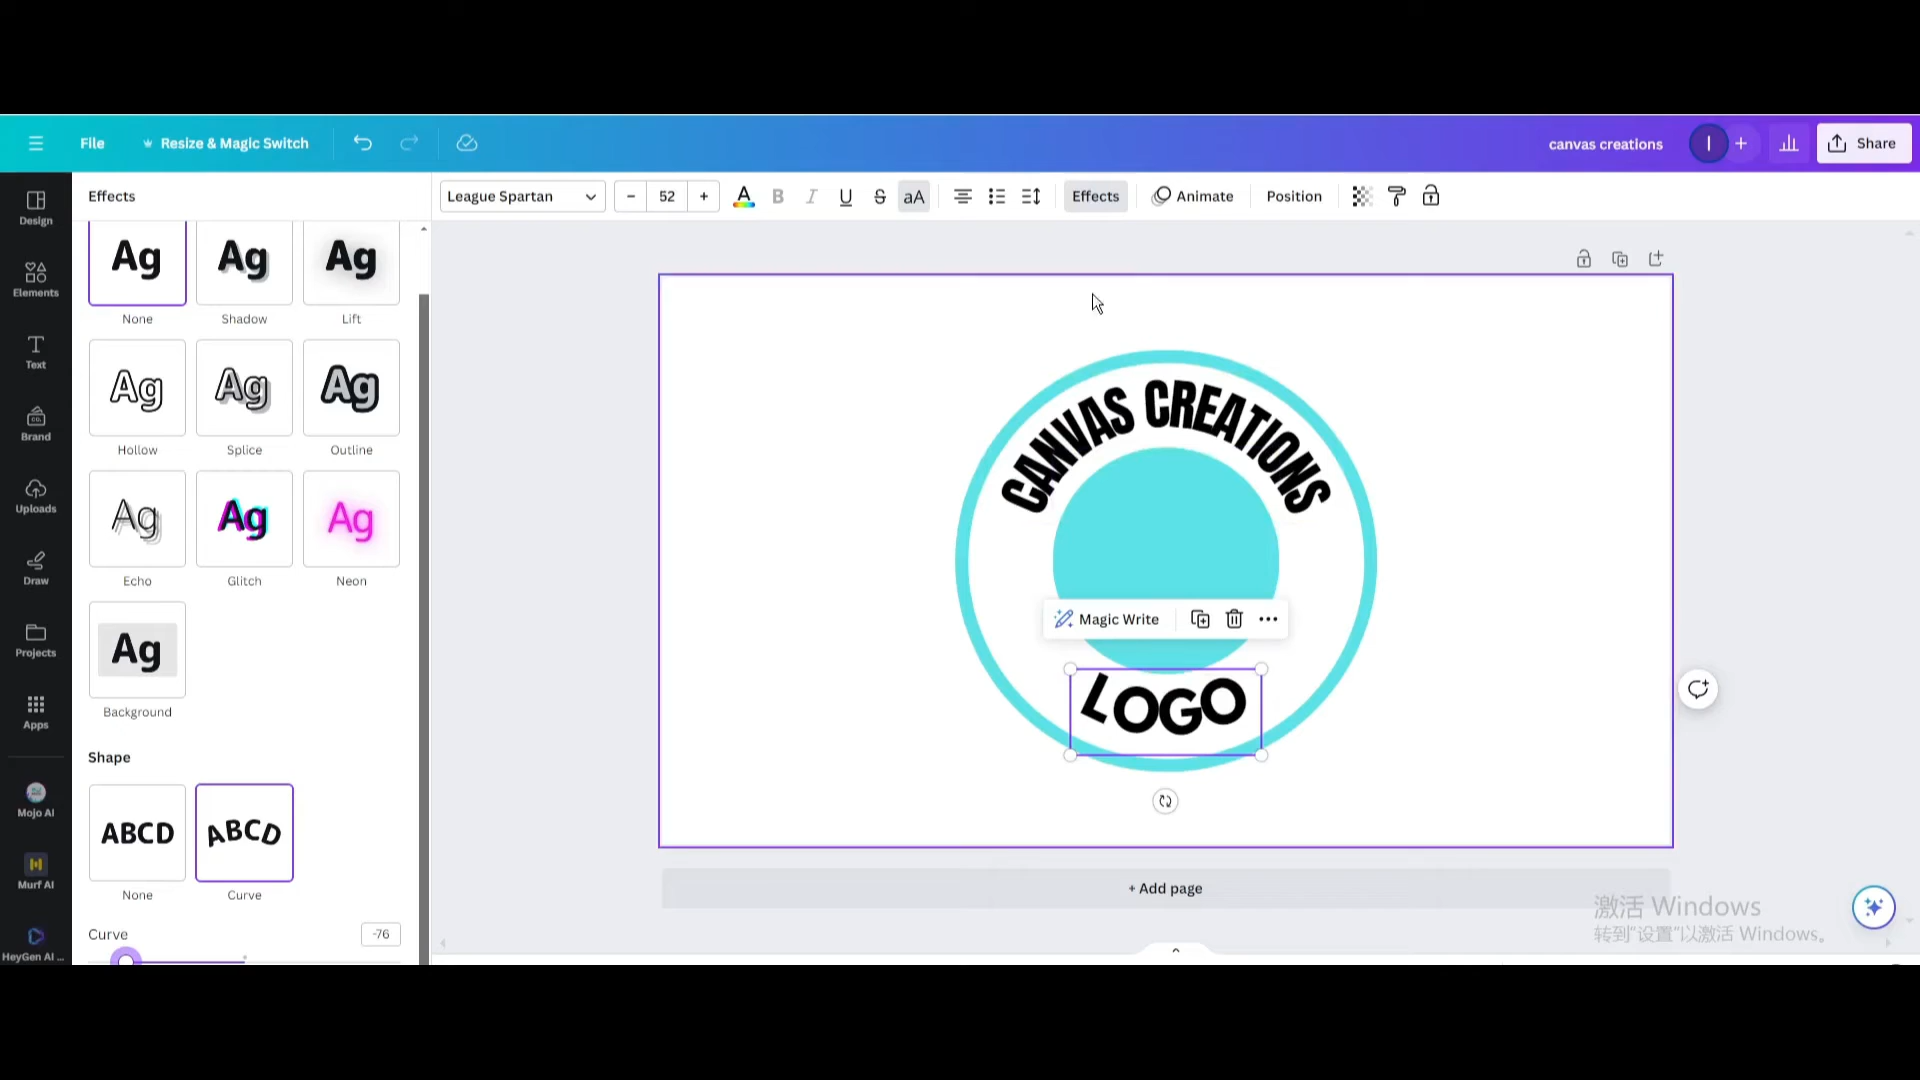 File
Resize & Magic Switch
canvas creations
I
+
Share
Effects
League Spartan
- 52 +
A B I U S aA
Effects
Animate
Position
Design
Elements
Text
Brand
Uploads
Draw
Projects
Apps
Mojo AI
Murf AI
HeyGen AI ...
Ag Ag Ag
None Shadow Lift
Ag Ag Ag
Hollow Splice Outline
Ag Ag Ag
Echo Glitch Neon
Ag
Background
Shape
ABCD ABCD
None Curve
Curve -76
CANVAS CREATIONS
Magic Write
LOGO
+ Add page
激活 Windows
转到"设置"以激活 Windows。